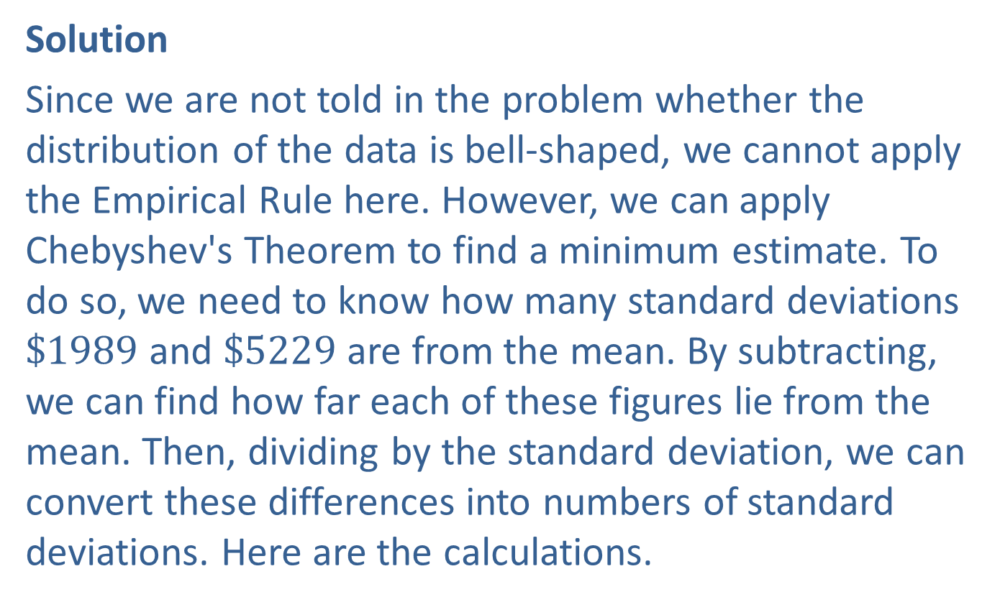 Solution
Since we are not told in the problem whether the
distribution of the data is bell-shaped, we cannot apply
the Empirical Rule here. However, we can apply
Chebyshev's Theorem to find a minimum estimate. To
do so, we need to know how many standard deviations
$1989 and $5229 are from the mean. By subtracting,
we can find how far each of these figures lie from the
mean. Then, dividing by the standard deviation, we can
convert these differences into numbers of standard
deviations. Here are the calculations.